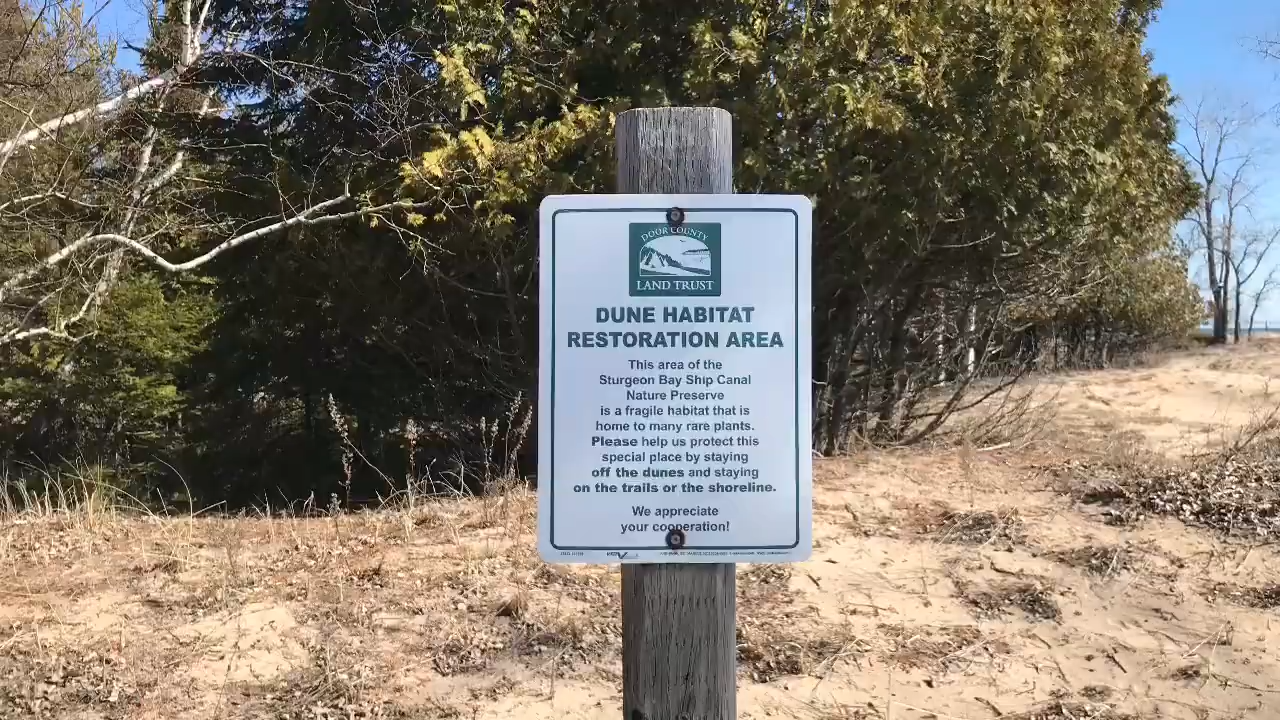 DOOR COUNTY
LAND TRUST
DUNE HABITAT
RESTORATION AREA
This area of the
Sturgeon Bay Ship Canal
Nature Preserve
is a fragile habitat that is
home to many rare plants.
Please help us protect this
special place by staying
off the dunes and staying
on the trails or the shoreline.
We appreciate
your cooperation!